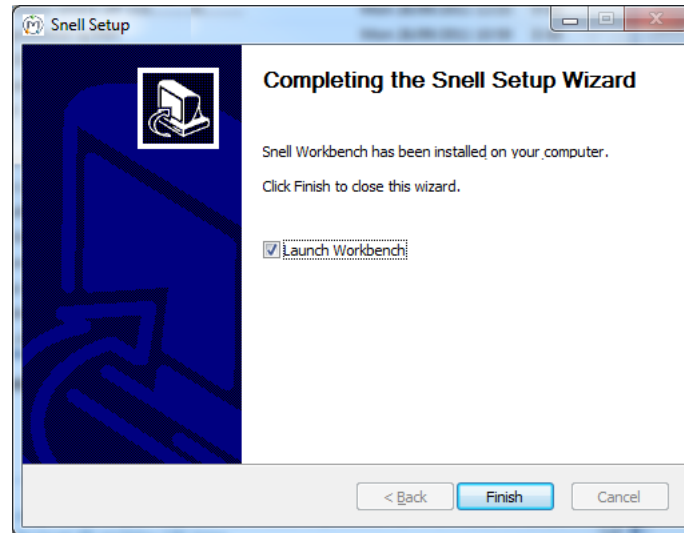 Snell Setup
Completing the Snell Setup Wizard
Snell Workbench has been installed on your computer.
Click Finish to close this wizard.
Launch Workbench
< Back
Finish
Cancel